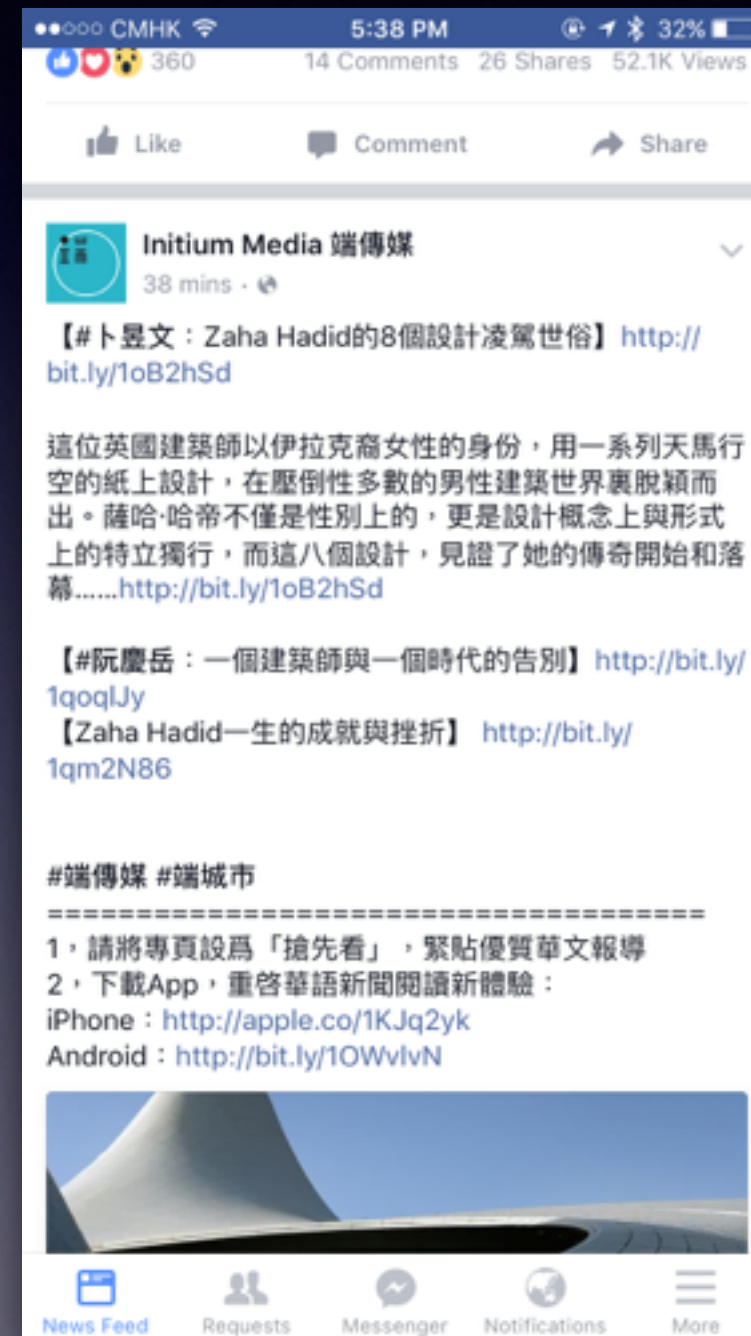 CMHK 5:38 PM 32%
360 14 Comments 26 Shares 52.1K Views
Like Comment Share
Initium Media 端傳媒
38 mins ·
【#卜昱文：Zaha Hadid的8個設計凌駕世俗】http://
bit.ly/1oB2hSd
這位英國建築師以伊拉克裔女性的身份，用一系列天馬行
空的紙上設計，在壓倒性多數的男性建築世界裏脫穎而
出。薩哈·哈帝不僅是性別上的，更是設計概念上與形式
上的特立獨行，而這八個設計，見證了她的傳奇開始和落
幕......http://bit.ly/1oB2hSd
【#阮慶岳：一個建築師與一個時代的告別】http://bit.ly/
1qoqlJy
【Zaha Hadid一生的成就與挫折】 http://bit.ly/
1qm2N86
#端傳媒 #端城市
=====================================
1，請將專頁設爲「搶先看」，緊貼優質華文報導
2，下載App，重啓華語新聞閱讀新體驗：
iPhone：http://apple.co/1KJq2yk
Android：http://bit.ly/1OWvlvN
News Feed Requests Messenger Notifications More